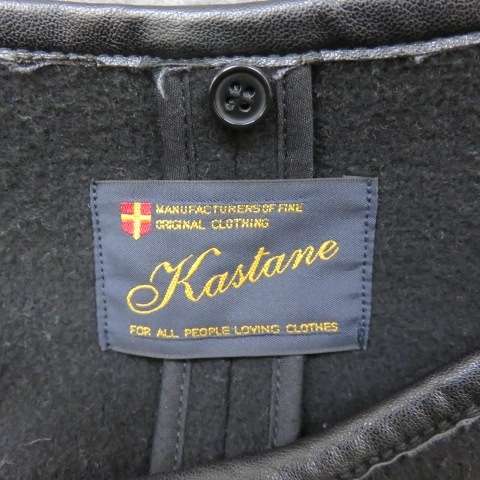 MANUFACTURERS OF FINE
ORIGINAL CLOTHING
Kastane
FOR ALL PEOPLE LOVING CLOTHES